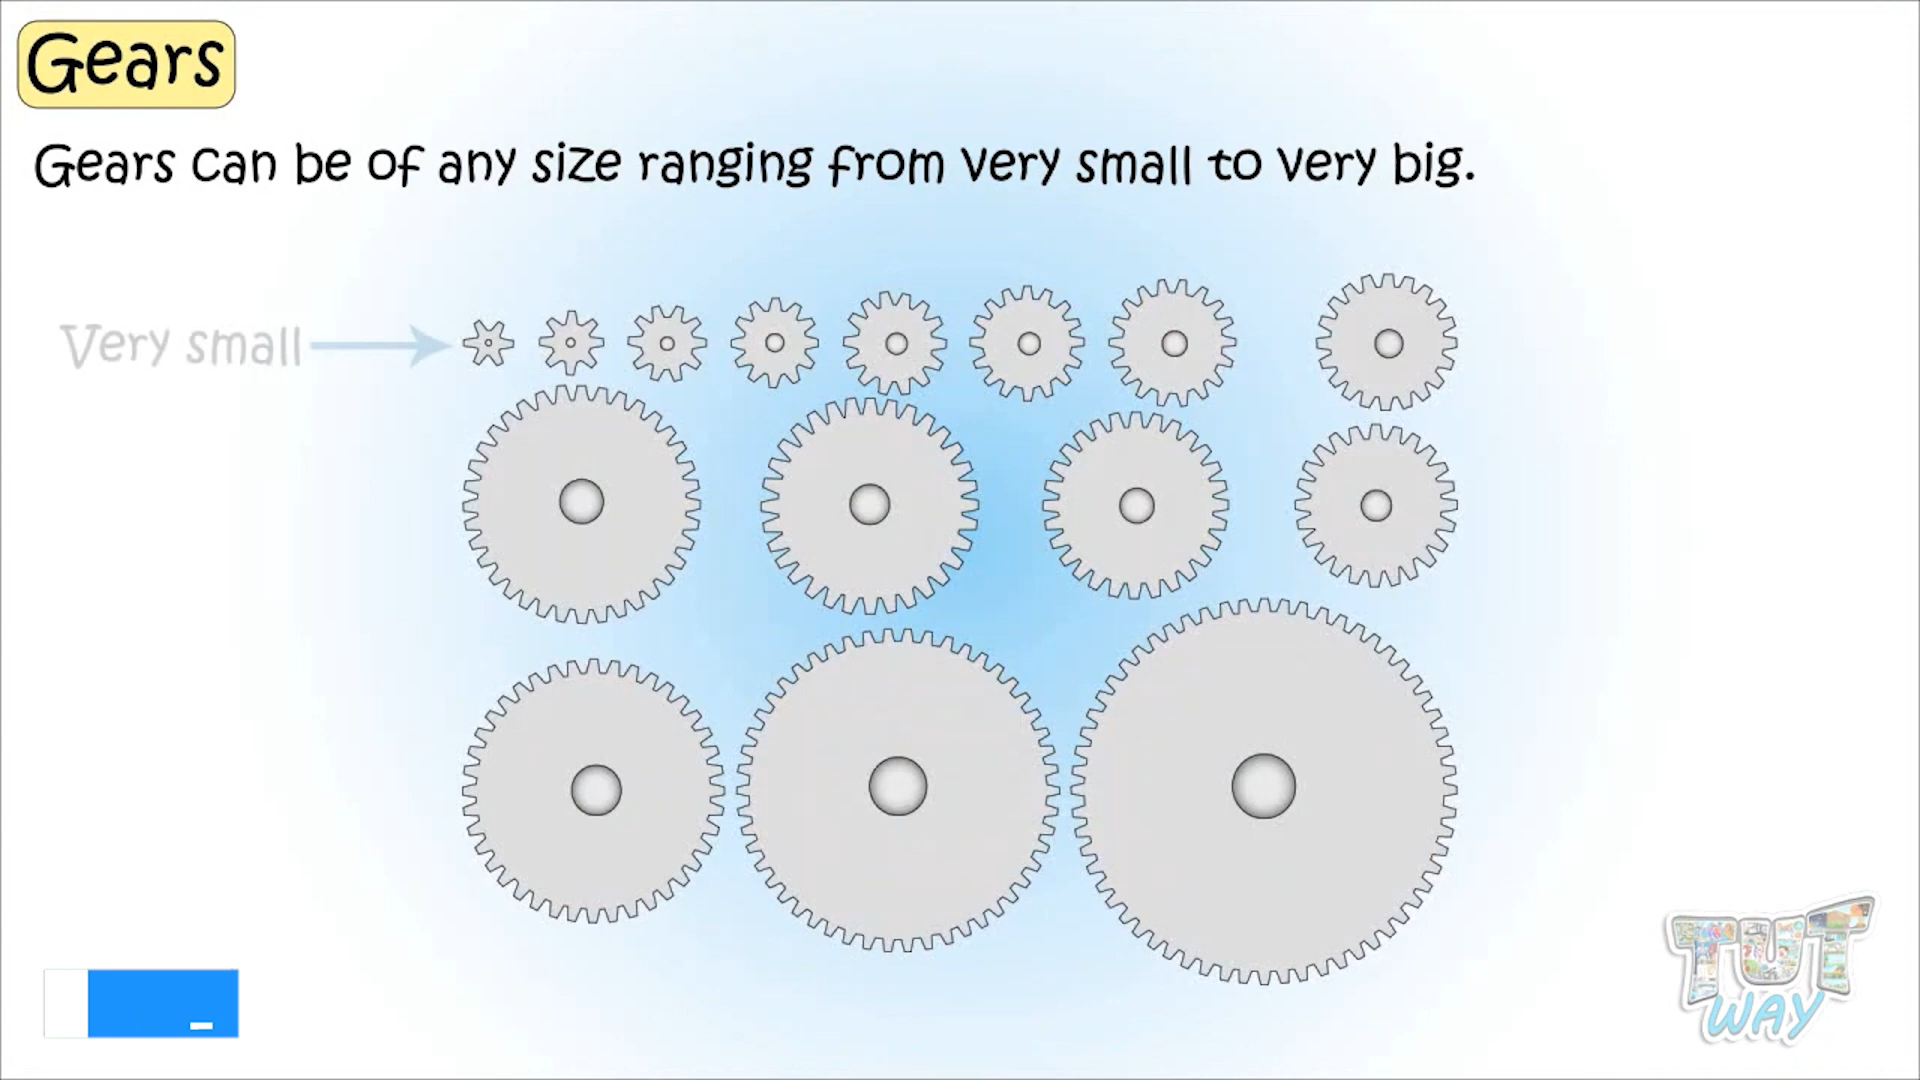 Gears
Gears can be of any size ranging from very small to very big.
Very small
TUT
WAY